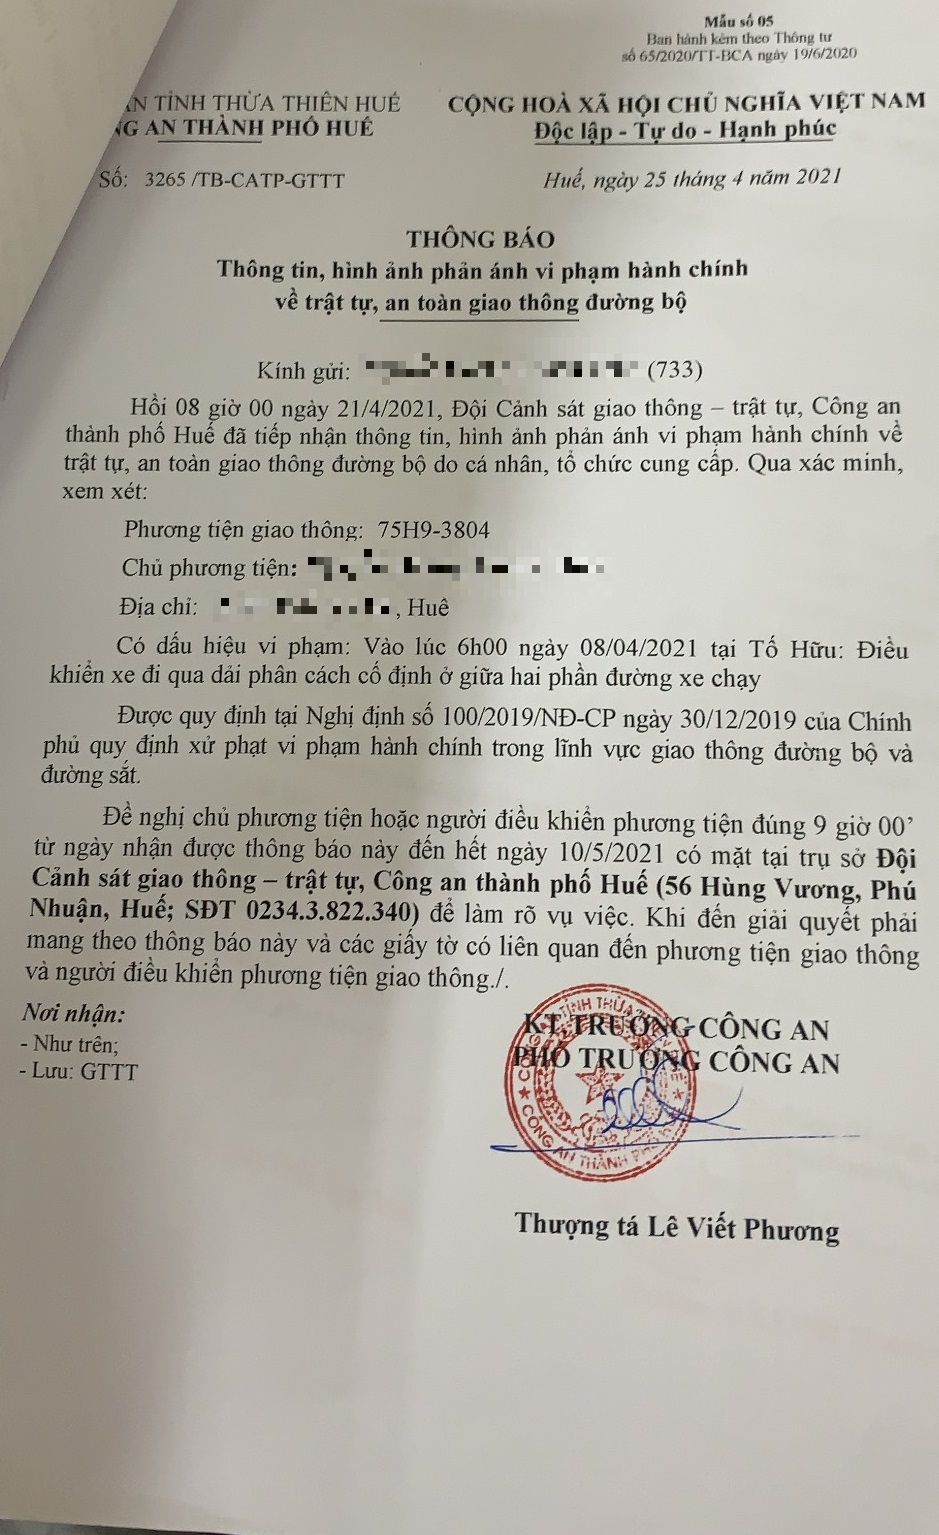 Mẫu số 05
Ban hành kèm theo Thông tư
số 65/2020/TT-BCA ngày 19/6/2020
AN TỈNH THỪA THIÊN HUẾ
NG AN THÀNH PHỐ HUẾ
CỘNG HOÀ XÃ HỘI CHỦ NGHĨA VIỆT NAM
Độc lập - Tự do - Hạnh phúc
Số: 3265 /TB-CATP-GTTT
Huế, ngày 25 tháng 4 năm 2021
THÔNG BÁO
Thông tin, hình ảnh phản ánh vi phạm hành chính
về trật tự, an toàn giao thông đường bộ
Kính gửi: (733)
Hồi 08 giờ 00 ngày 21/4/2021, Đội Cảnh sát giao thông – trật tự, Công an
thành phố Huế đã tiếp nhận thông tin, hình ảnh phản ánh vi phạm hành chính về
trật tự, an toàn giao thông đường bộ do cá nhân, tổ chức cung cấp. Qua xác minh,
xem xét:
Phương tiện giao thông: 75H9-3804
Chủ phương tiện:
Địa chỉ: , Huê
Có dấu hiệu vi phạm: Vào lúc 6h00 ngày 08/04/2021 tại Tố Hữu: Điều
khiển xe đi qua dải phân cách cố định ở giữa hai phần đường xe chạy
Được quy định tại Nghị định số 100/2019/NĐ-CP ngày 30/12/2019 của Chính
phủ quy định xử phạt vi phạm hành chính trong lĩnh vực giao thông đường bộ và
đường sắt.
Đề nghị chủ phương tiện hoặc người điều khiển phương tiện đúng 9 giờ 00’
từ ngày nhận được thông báo này đến hết ngày 10/5/2021 có mặt tại trụ sở Đội
Cảnh sát giao thông – trật tự, Công an thành phố Huế (56 Hùng Vương, Phú
Nhuận, Huế; SĐT 0234.3.822.340) để làm rõ vụ việc. Khi đến giải quyết phải
mang theo thông báo này và các giấy tờ có liên quan đến phương tiện giao thông
và người điều khiển phương tiện giao thông./.
Nơi nhận:
- Như trên;
- Lưu: GTTT
KT. TRƯỞNG CÔNG AN
PHÓ TRƯỞNG CÔNG AN
CÔNG AN THÀNH PHỐ
Thượng tá Lê Viết Phương